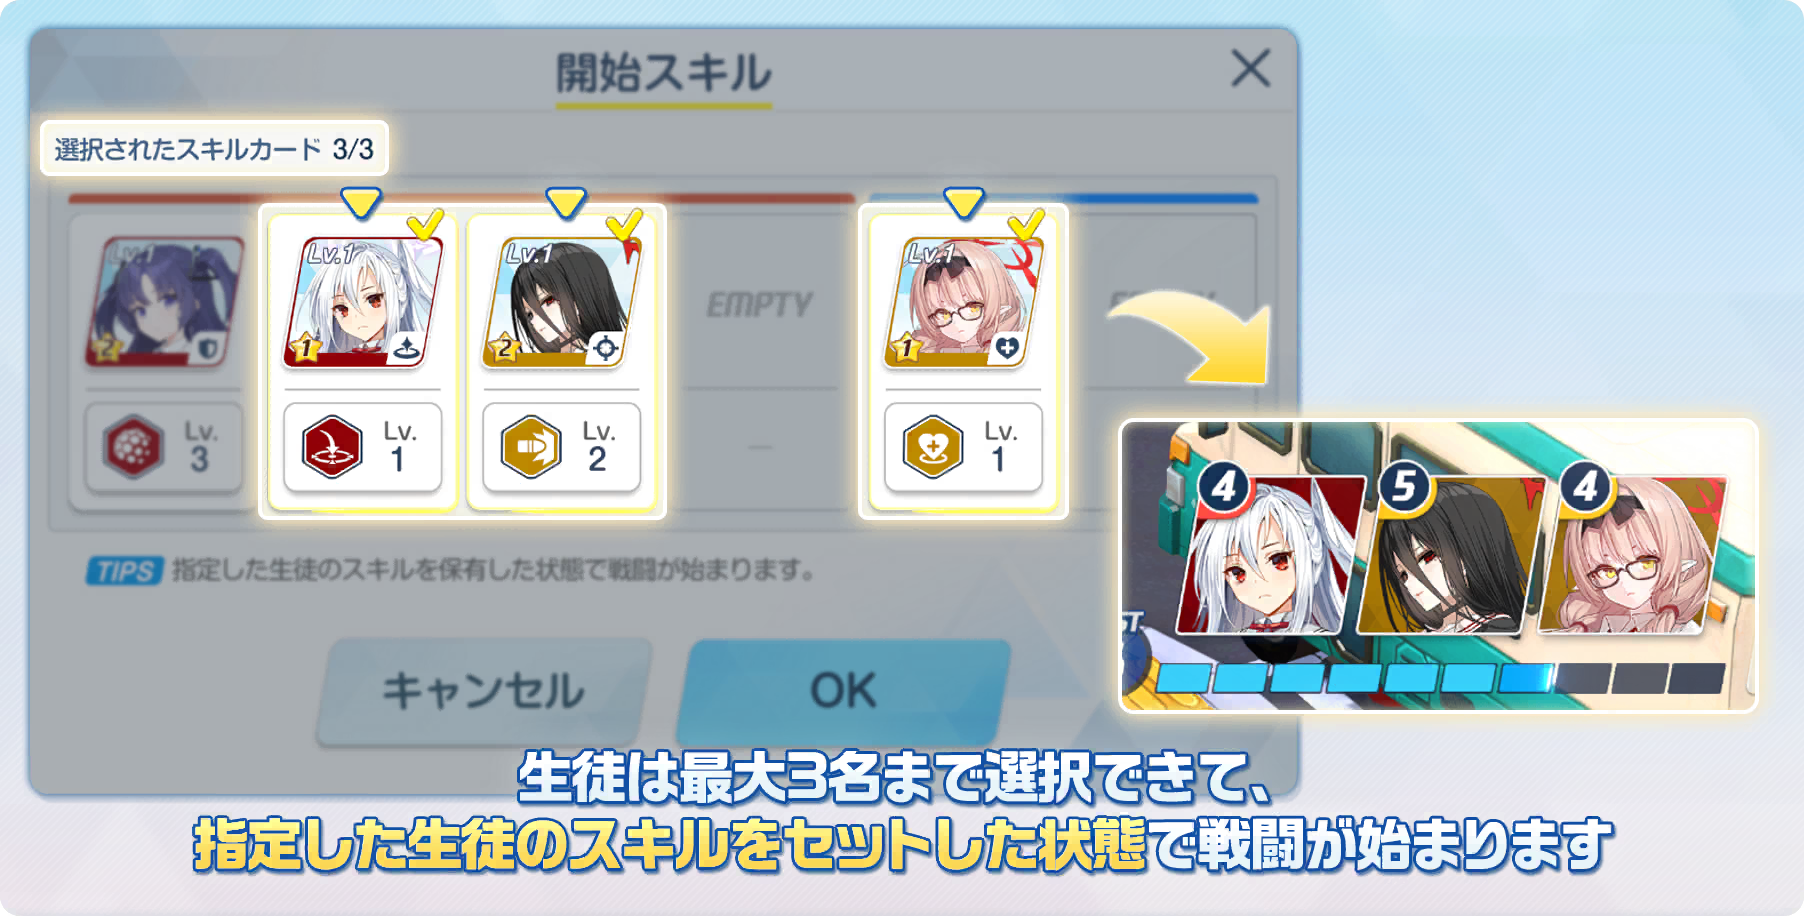 開始スキル
選択されたスキルカード 3/3
Lv.1
Lv.1
Lv.1
Lv.1
2
1
2
EMPTY
1
Lv.
3
Lv.
1
Lv.
2
Lv.
1
TIPS 指定した生徒のスキルを保有した状態で戦闘が始まります。
キャンセル
OK
4
5
4
生徒は最大3名まで選択できて、
指定した生徒のスキルをセットした状態で戦闘が始まります